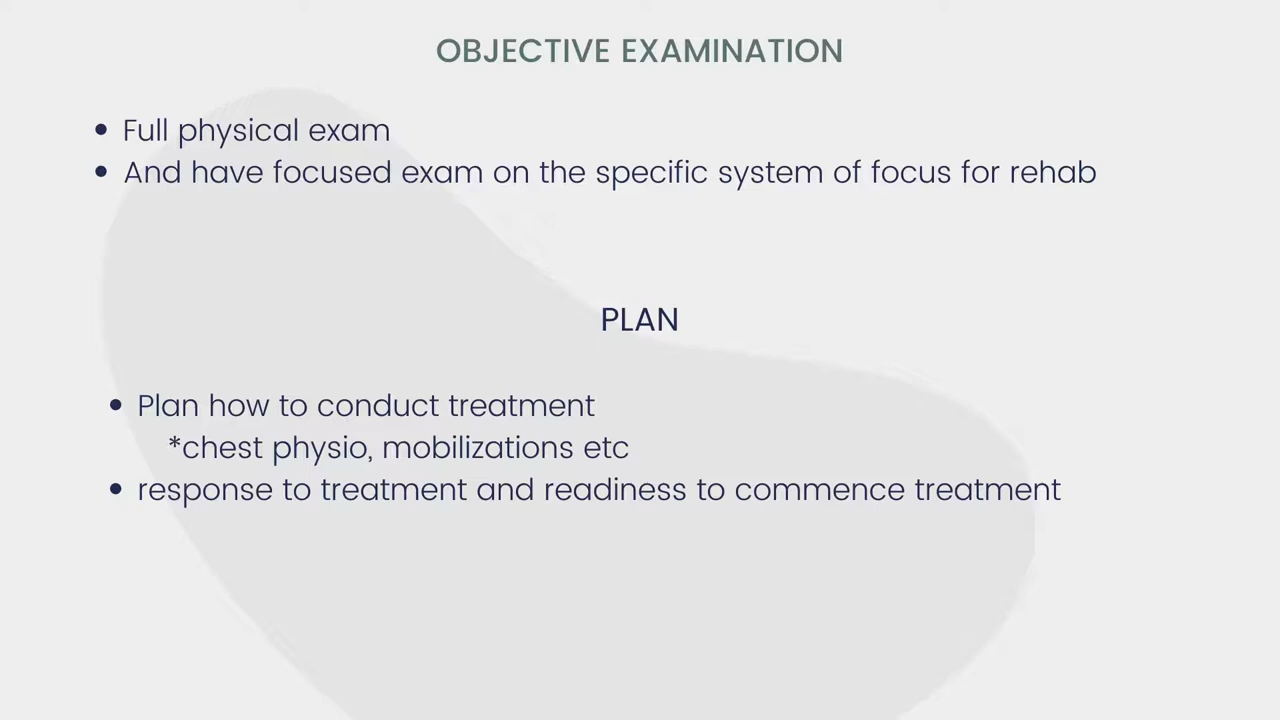 OBJECTIVE EXAMINATION
• Full physical exam
• And have focused exam on the specific system of focus for rehab
PLAN
• Plan how to conduct treatment
*chest physio, mobilizations etc
• response to treatment and readiness to commence treatment